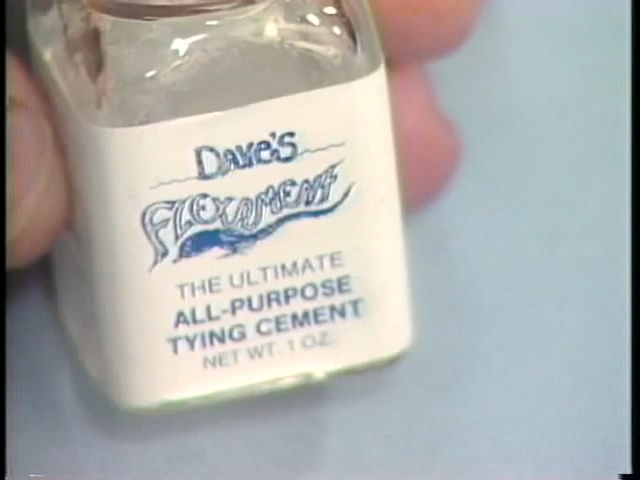 Dave's
FLEXAMENT
THE ULTIMATE
ALL-PURPOSE
TYING CEMENT
NET WT. 1 OZ.